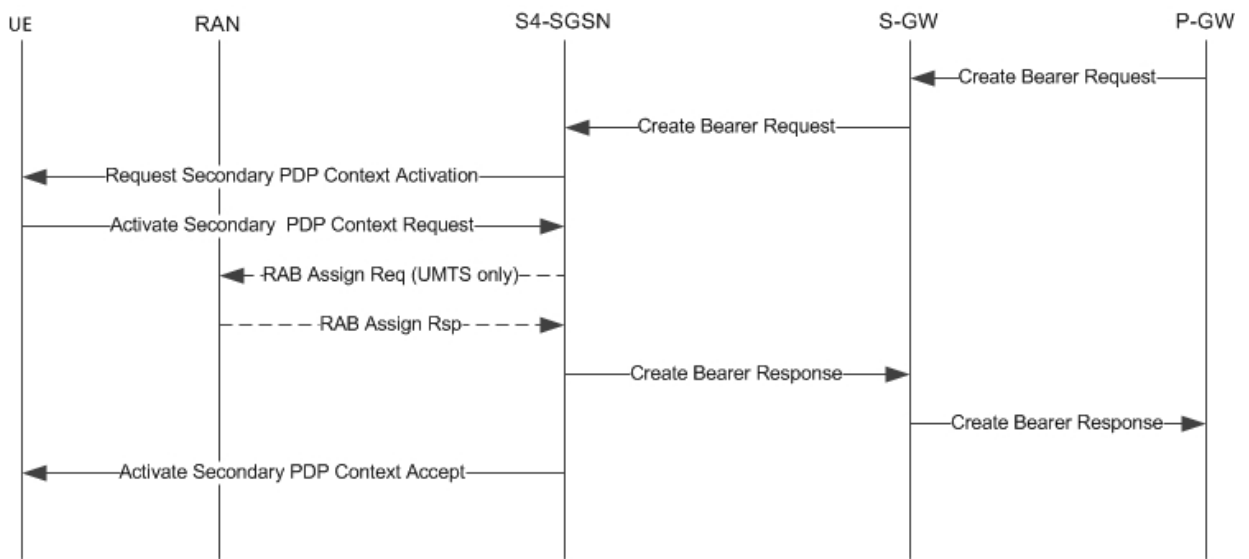 UE
RAN
S4-SGSN
S-GW
P-GW
Create Bearer Request
Create Bearer Request
Request Secondary PDP Context Activation
Activate Secondary PDP Context Request
RAB Assign Req (UMTS only)
RAB Assign Rsp
Create Bearer Response
Create Bearer Response
Activate Secondary PDP Context Accept